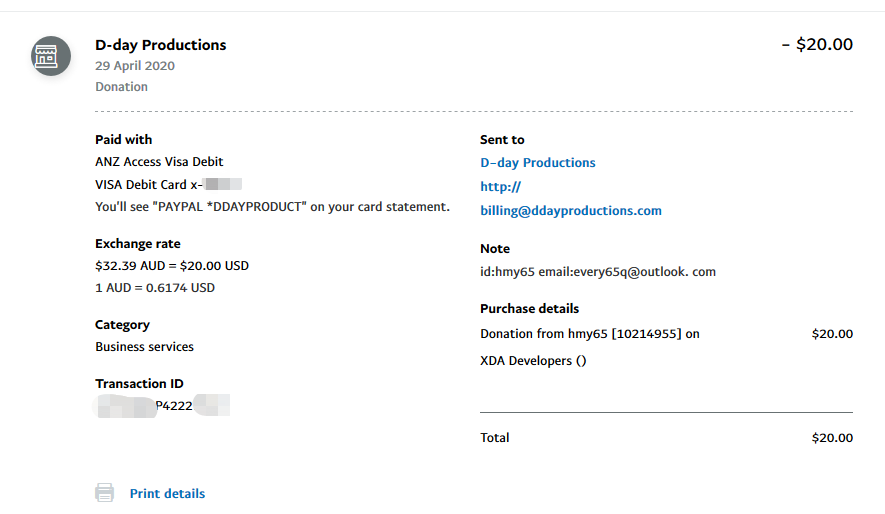 D-day Productions
- $20.00
29 April 2020
Donation
Paid with
ANZ Access Visa Debit
VISA Debit Card x-
You'll see "PAYPAL *DDAYPRODUCT" on your card statement.
Exchange rate
$32.39 AUD = $20.00 USD
1 AUD = 0.6174 USD
Category
Business services
Transaction ID
P4222
Sent to
D-day Productions
http://
billing@ddayproductions.com
Note
id:hmy65 email:every65q@outlook. com
Purchase details
Donation from hmy65 [10214955] on
$20.00
XDA Developers ()
Total
$20.00
Print details